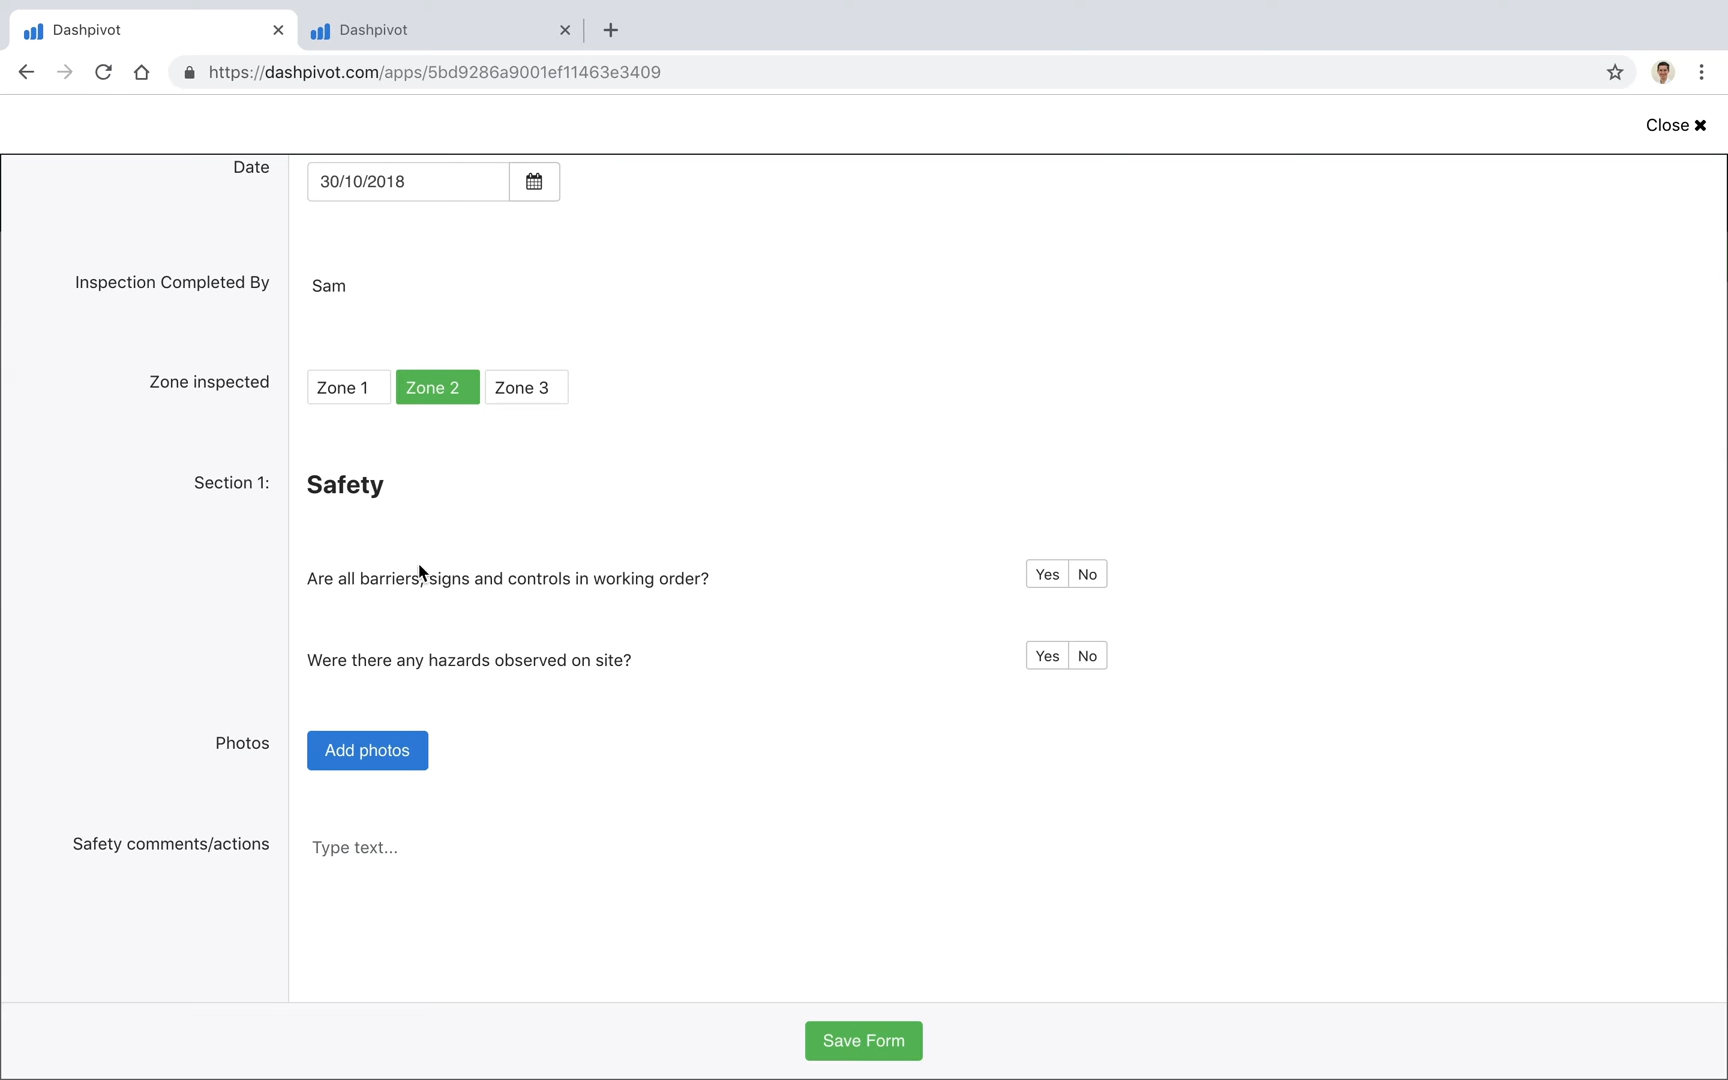 Dashpivot
Dashpivot
https://dashpivot.com/apps/5bd9286a9001ef11463e3409
Close ✖
Date
30/10/2018
Inspection Completed By
Sam
Zone inspected
Zone 1 Zone 2 Zone 3
Section 1:
Safety
Are all barriers, signs and controls in working order?
Yes No
Were there any hazards observed on site?
Yes No
Photos
Add photos
Safety comments/actions
Type text...
Save Form